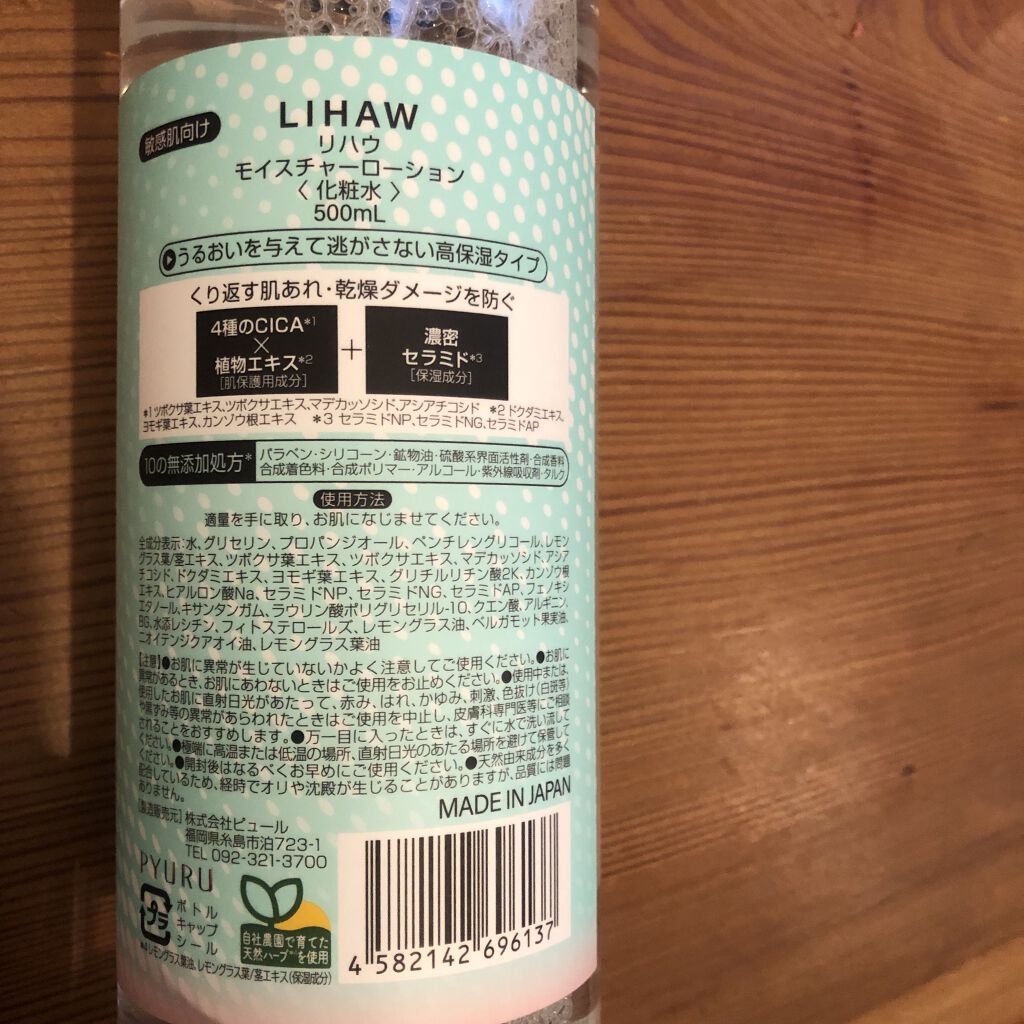 敏感肌向け
LIHAW
リハウ
モイスチャーローション
〈 化粧水 〉
500mL
うるおいを与えて逃がさない高保湿タイプ
くり返す肌あれ・乾燥ダメージを防ぐ
4種のCICA*1
×
植物エキス*2
[肌保護用成分]
+
濃密
セラミド*3
[保湿成分]
*1 ツボクサ葉エキス、ツボクサエキス、マデカッソシド、アシアチコシド *2 ドクダミエキス、
ヨモギ葉エキス、カンゾウ根エキス *3 セラミドNP、セラミドNG、セラミドAP
10の無添加処方*
パラベン・シリコーン・鉱物油・硫酸系界面活性剤・合成香料
合成着色料・合成ポリマー・アルコール・紫外線吸収剤・タルク
使用方法
適量を手に取り、お肌になじませてください。
全成分表示:水、グリセリン、プロパンジオール、ペンチレングリコール、レモン
グラス葉/茎エキス、ツボクサ葉エキス、ツボクサエキス、マデカッソシド、アシア
チコシド、ドクダミエキス、ヨモギ葉エキス、グリチルリチン酸2K、カンゾウ根
エキス、ヒアルロン酸Na、セラミドNP、セラミドNG、セラミドAP、フェノキシ
エタノール、キサンタンガム、ラウリン酸ポリグリセリル-10、クエン酸、アルギニン、
BG、水添レシチン、フィトステロールズ、レモングラス油、ベルガモット果実油、
ニオイテンジクアオイ油、レモングラス葉油
【注意】●お肌に異常が生じていないかよく注意してご使用ください。●お肌に
異常があるとき、お肌にあわないときはご使用をお止めください。●使用中または、
使用したお肌に直射日光があたって、赤み、はれ、かゆみ、刺激、色抜け(白斑等)
や黒ずみ等の異常があらわれたときはご使用を中止し、皮膚科専門医等にご相談
されることをおすすめします。●万一目に入ったときは、すぐに水で洗い流して
ください。●極端に高温または低温の場所、直射日光のあたる場所を避けて保管して
ください。●開封後はなるべくお早めにご使用ください。●天然由来成分を多く
配合しているため、経時でオリや沈殿が生じることがありますが、品質には問題
ありません。
MADE IN JAPAN
[製造販売元] 株式会社ピュール
福岡県糸島市泊723-1
TEL 092-321-3700
PYURU
プラ
ボトル
キャップ
シール
自社農園で育てた
天然ハーブ*4を使用
*4 レモングラス葉油、レモングラス葉/茎エキス(保湿成分)
4 582142 696137